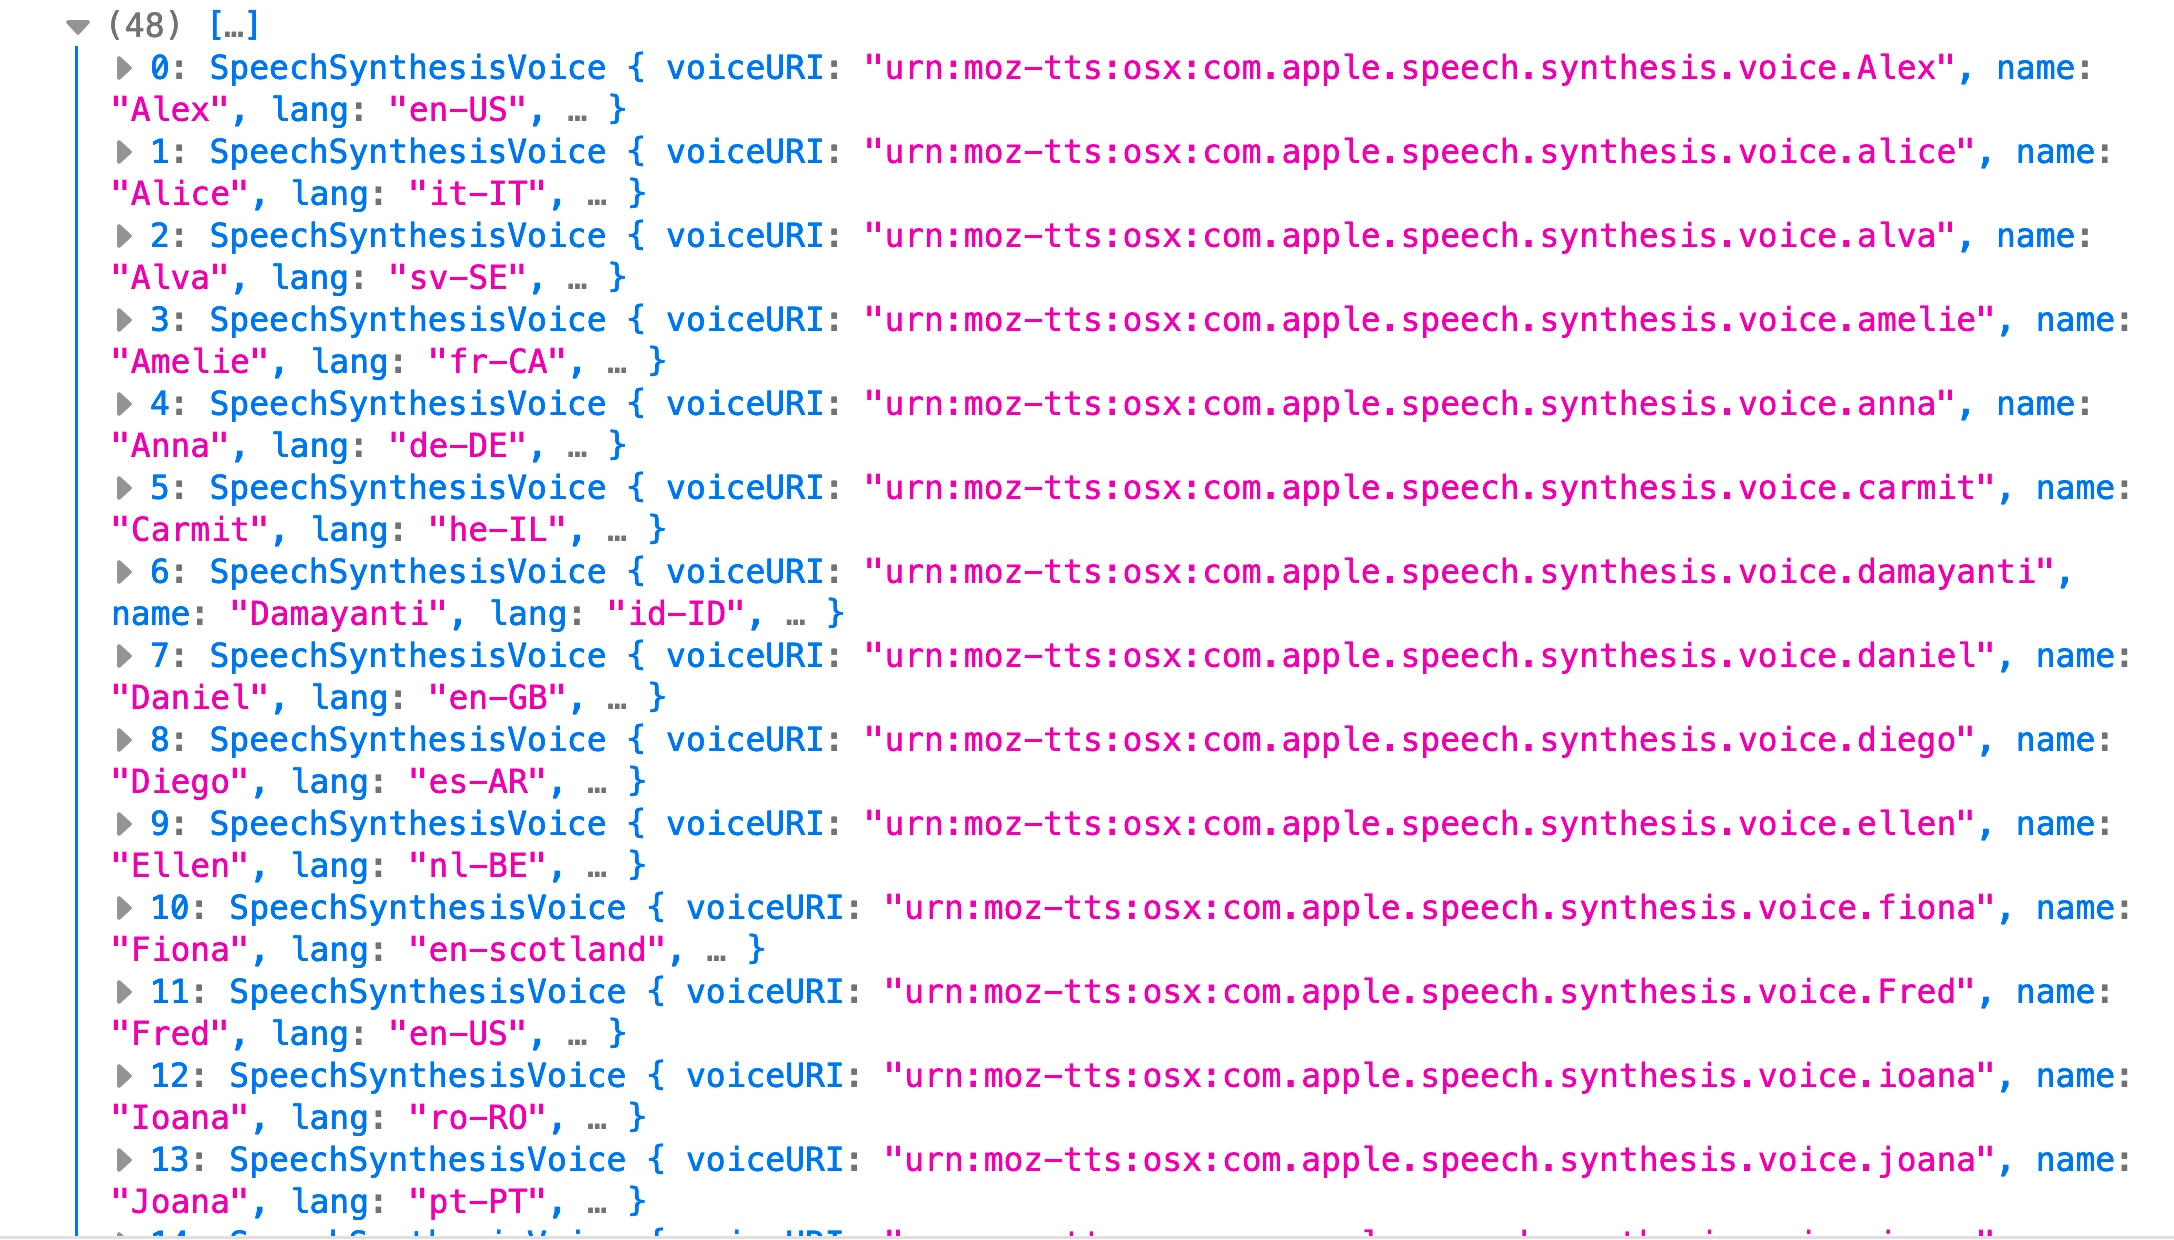 (48) […]
0: SpeechSynthesisVoice { voiceURI: "urn:moz-tts:osx:com.apple.speech.synthesis.voice.Alex", name:
"Alex", lang: "en-US", … }
1: SpeechSynthesisVoice { voiceURI: "urn:moz-tts:osx:com.apple.speech.synthesis.voice.alice", name:
"Alice", lang: "it-IT", … }
2: SpeechSynthesisVoice { voiceURI: "urn:moz-tts:osx:com.apple.speech.synthesis.voice.alva", name:
"Alva", lang: "sv-SE", … }
3: SpeechSynthesisVoice { voiceURI: "urn:moz-tts:osx:com.apple.speech.synthesis.voice.amelie", name:
"Amelie", lang: "fr-CA", … }
4: SpeechSynthesisVoice { voiceURI: "urn:moz-tts:osx:com.apple.speech.synthesis.voice.anna", name:
"Anna", lang: "de-DE", … }
5: SpeechSynthesisVoice { voiceURI: "urn:moz-tts:osx:com.apple.speech.synthesis.voice.carmit", name:
"Carmit", lang: "he-IL", … }
6: SpeechSynthesisVoice { voiceURI: "urn:moz-tts:osx:com.apple.speech.synthesis.voice.damayanti",
name: "Damayanti", lang: "id-ID", … }
7: SpeechSynthesisVoice { voiceURI: "urn:moz-tts:osx:com.apple.speech.synthesis.voice.daniel", name:
"Daniel", lang: "en-GB", … }
8: SpeechSynthesisVoice { voiceURI: "urn:moz-tts:osx:com.apple.speech.synthesis.voice.diego", name:
"Diego", lang: "es-AR", … }
9: SpeechSynthesisVoice { voiceURI: "urn:moz-tts:osx:com.apple.speech.synthesis.voice.ellen", name:
"Ellen", lang: "nl-BE", … }
10: SpeechSynthesisVoice { voiceURI: "urn:moz-tts:osx:com.apple.speech.synthesis.voice.fiona", name:
"Fiona", lang: "en-scotland", … }
11: SpeechSynthesisVoice { voiceURI: "urn:moz-tts:osx:com.apple.speech.synthesis.voice.Fred", name:
"Fred", lang: "en-US", … }
12: SpeechSynthesisVoice { voiceURI: "urn:moz-tts:osx:com.apple.speech.synthesis.voice.ioana", name:
"Ioana", lang: "ro-RO", … }
13: SpeechSynthesisVoice { voiceURI: "urn:moz-tts:osx:com.apple.speech.synthesis.voice.joana", name:
"Joana", lang: "pt-PT", … }